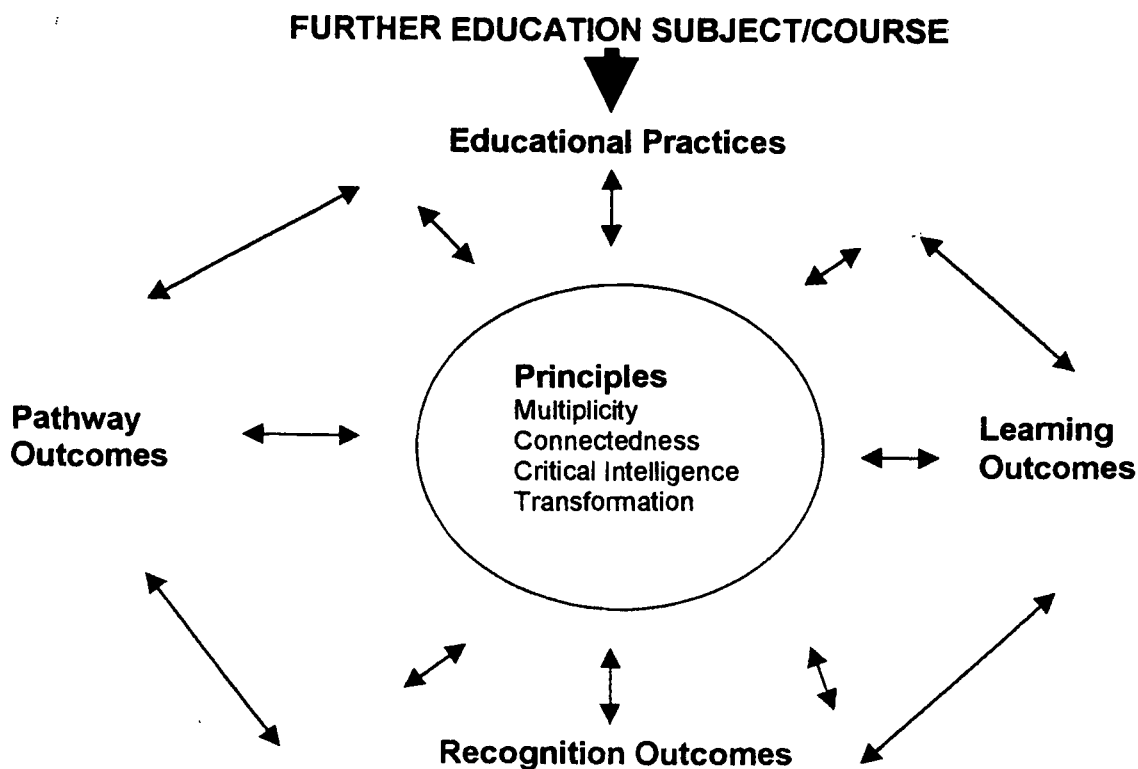 FURTHER EDUCATION SUBJECT/COURSE
Educational Practices
Principles
Multiplicity
Connectedness
Critical Intelligence
Transformation
Pathway
Outcomes
Learning
Outcomes
Recognition Outcomes